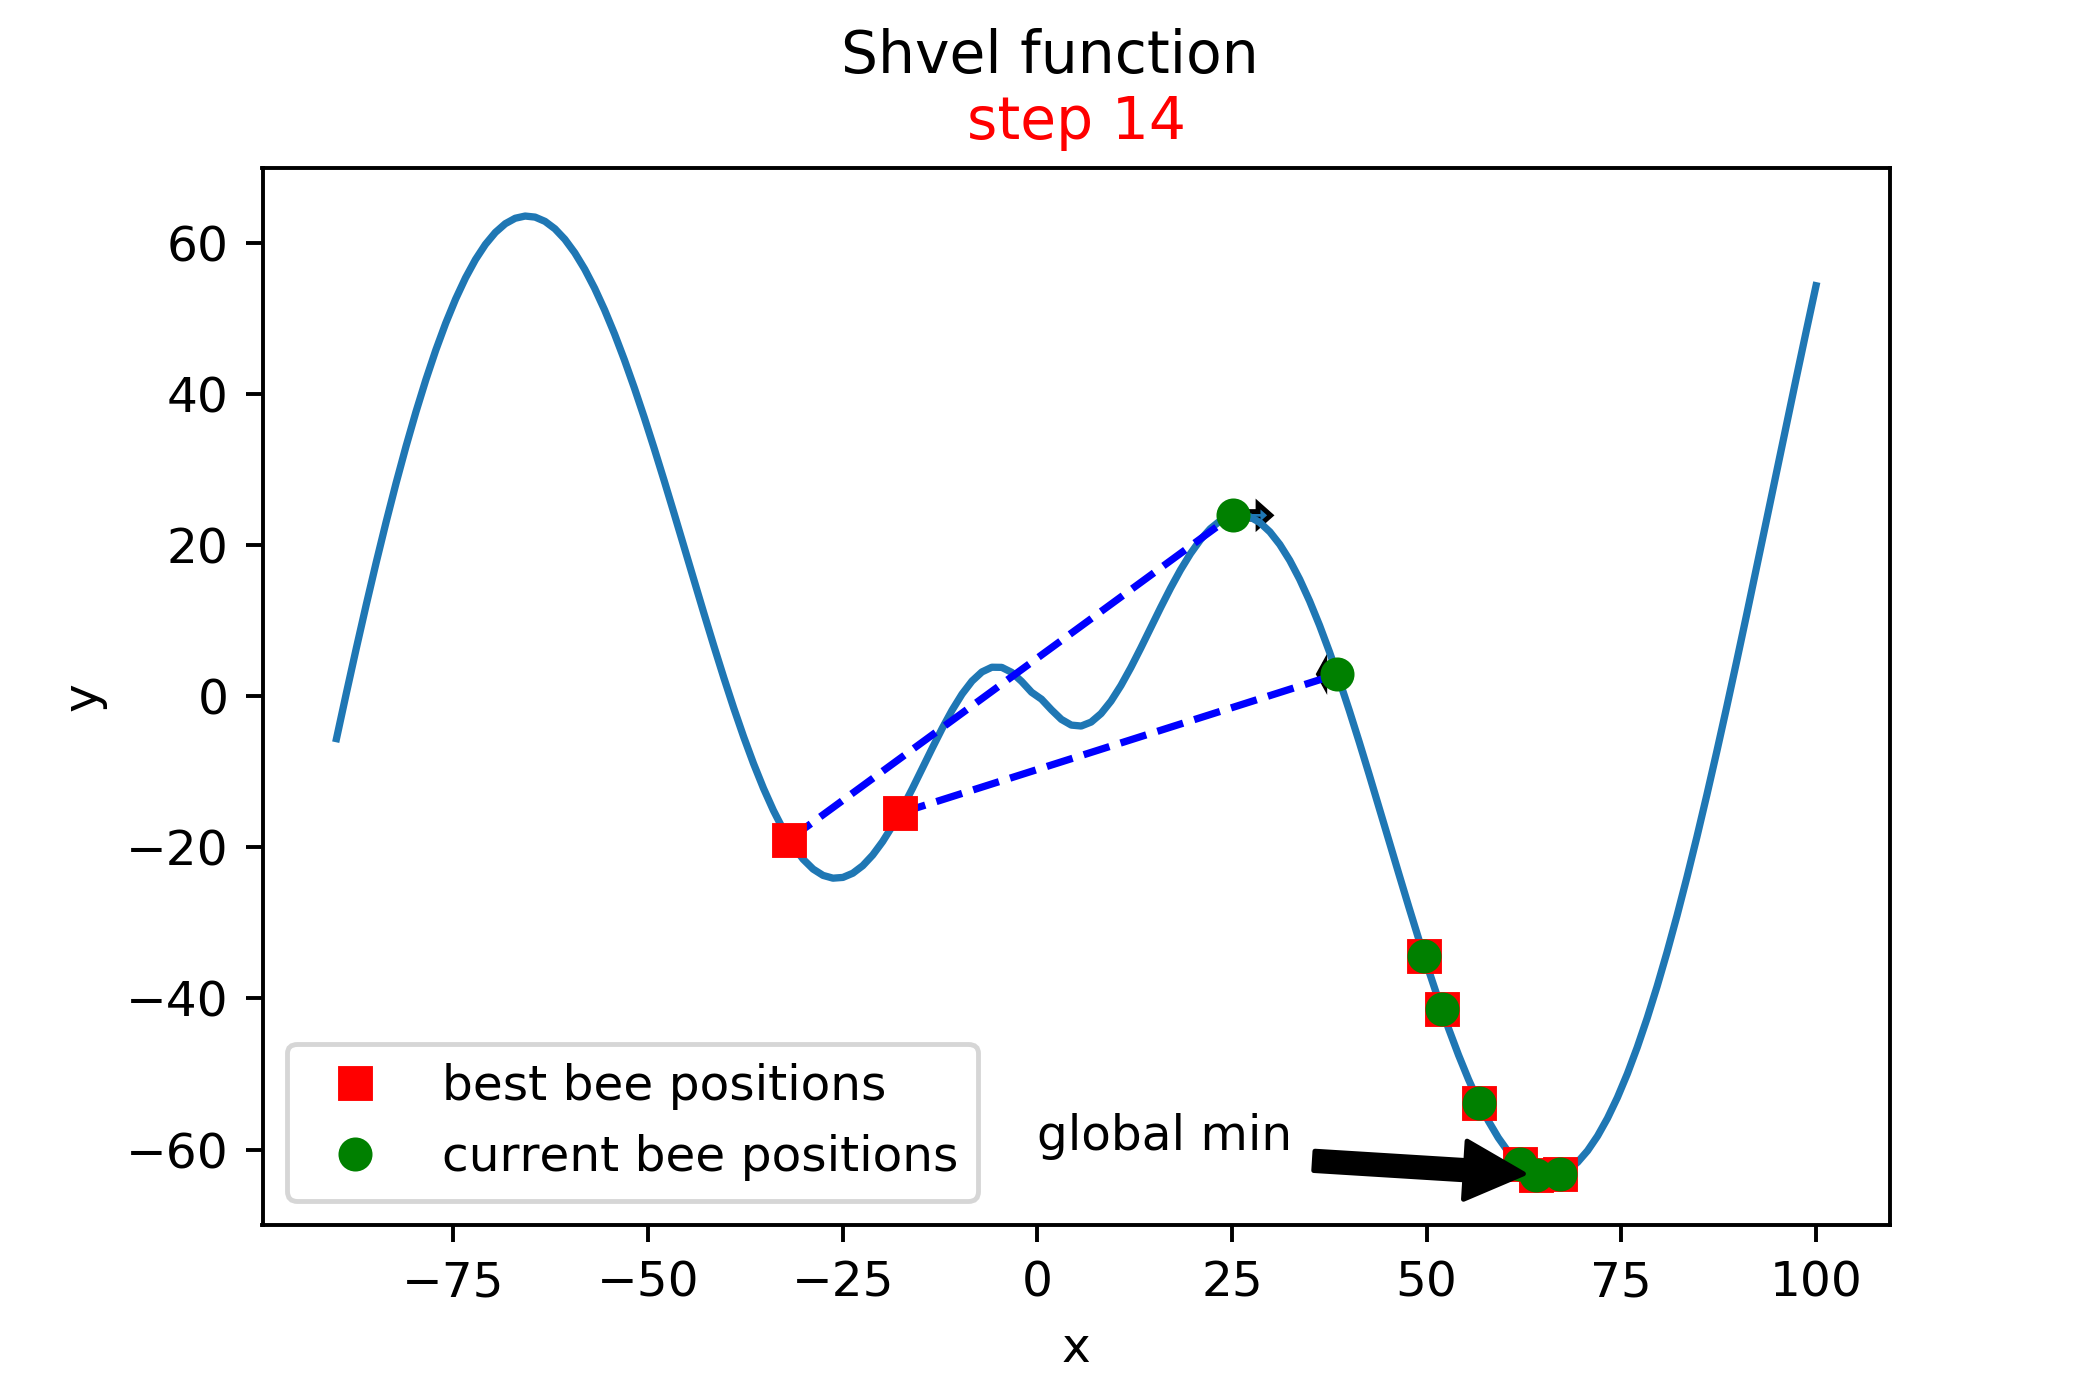 Shvel function
step 14
60
40
20
0
−20
−40
−60
y
best bee positions
current bee positions
global min
−75 −50 −25 0 25 50 75 100
x